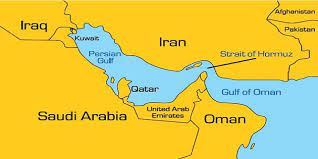 Afghanistan
Iraq
Iran
Pakistan
Kuwait
Persian
Gulf
Strait of Hormuz
Qatar
Gulf of Oman
United Arab
Emirates
Saudi Arabia
Oman